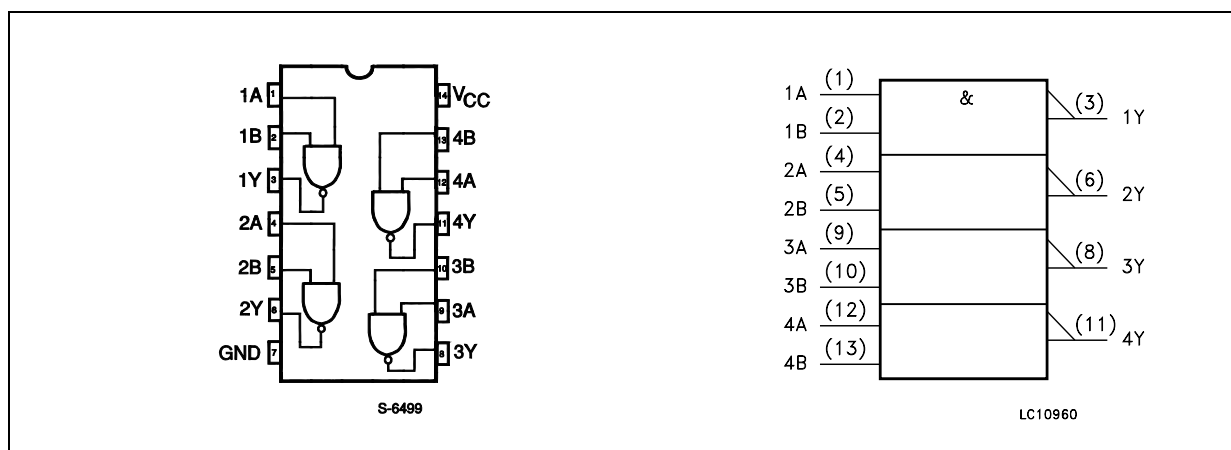 1A 1
1B 2
1Y 3
2A 4
2B 5
2Y 6
GND 7
14 VCC
13 4B
12 4A
11 4Y
10 3B
9 3A
8 3Y
S-6499
&
1A (1)
1B (2)
2A (4)
2B (5)
3A (9)
3B (10)
4A (12)
4B (13)
(3) 1Y
(6) 2Y
(8) 3Y
(11) 4Y
LC10960